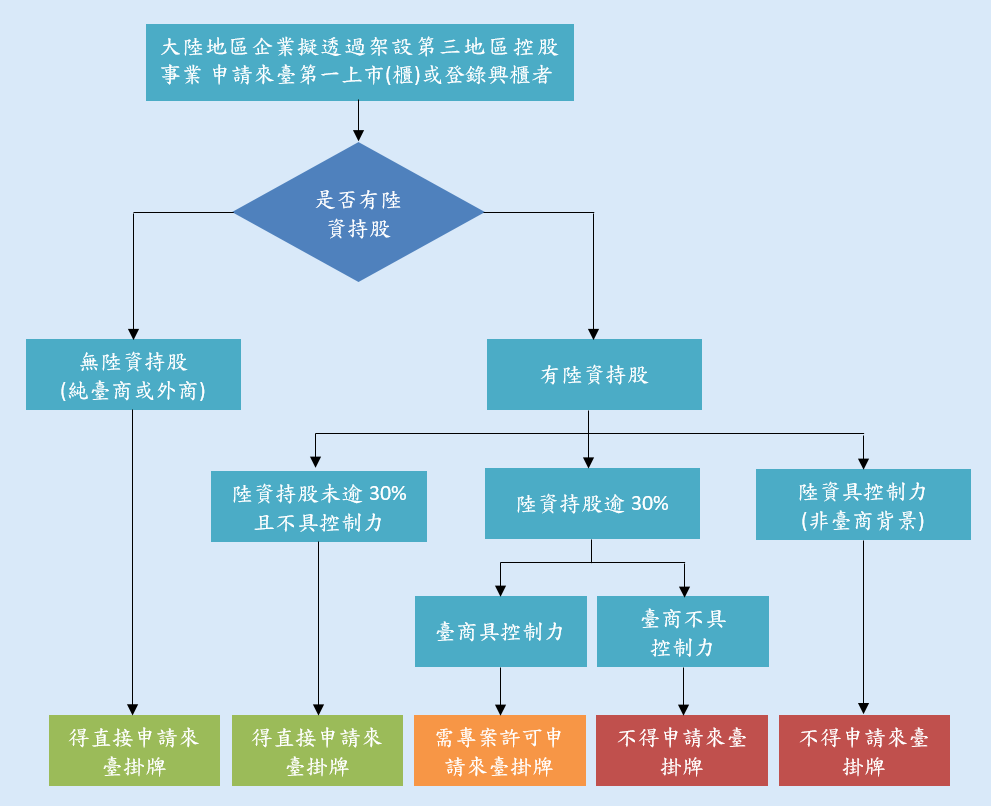 大陸地區企業擬透過架設第三地區控股
事業 申請來臺第一上市(櫃)或登錄興櫃者
是否有陸
資持股
無陸資持股
(純臺商或外商)
有陸資持股
陸資持股未逾 30%
且不具控制力
陸資持股逾 30%
陸資具控制力
(非臺商背景)
臺商具控制力
臺商不具
控制力
得直接申請來
臺掛牌
得直接申請來
臺掛牌
需專案許可申
請來臺掛牌
不得申請來臺
掛牌
不得申請來臺
掛牌